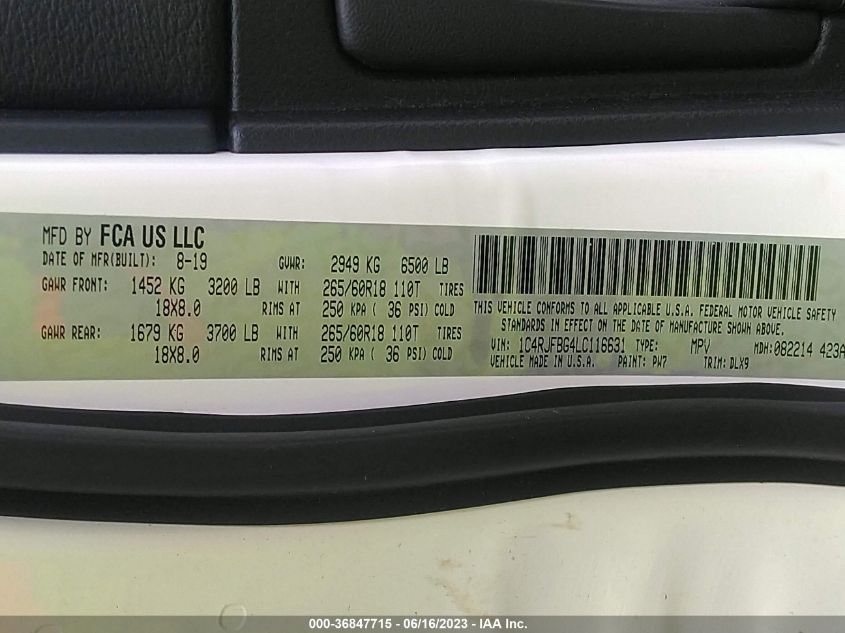 MFD BY FCA US LLC
DATE OF MFR(BUILT): 8-19 GVWR: 2949 KG 6500 LB
GAWR FRONT: 1452 KG 3200 LB WITH 265/60R18 110T TIRES
18X8.0 RIMS AT 250 KPA ( 36 PSI) COLD
GAWR REAR: 1679 KG 3700 LB WITH 265/60R18 110T TIRES
18X8.0 RIMS AT 250 KPA ( 36 PSI) COLD
THIS VEHICLE CONFORMS TO ALL APPLICABLE U.S.A. FEDERAL MOTOR VEHICLE SAFETY
STANDARDS IN EFFECT ON THE DATE OF MANUFACTURE SHOWN ABOVE.
VIN: 1C4RJFBG4LC116631 TYPE: MPV MDH: 082214 423A
VEHICLE MADE IN U.S.A. PAINT: PW7 TRIM: DLX9
000-36847715 - 06/16/2023 - IAA Inc.